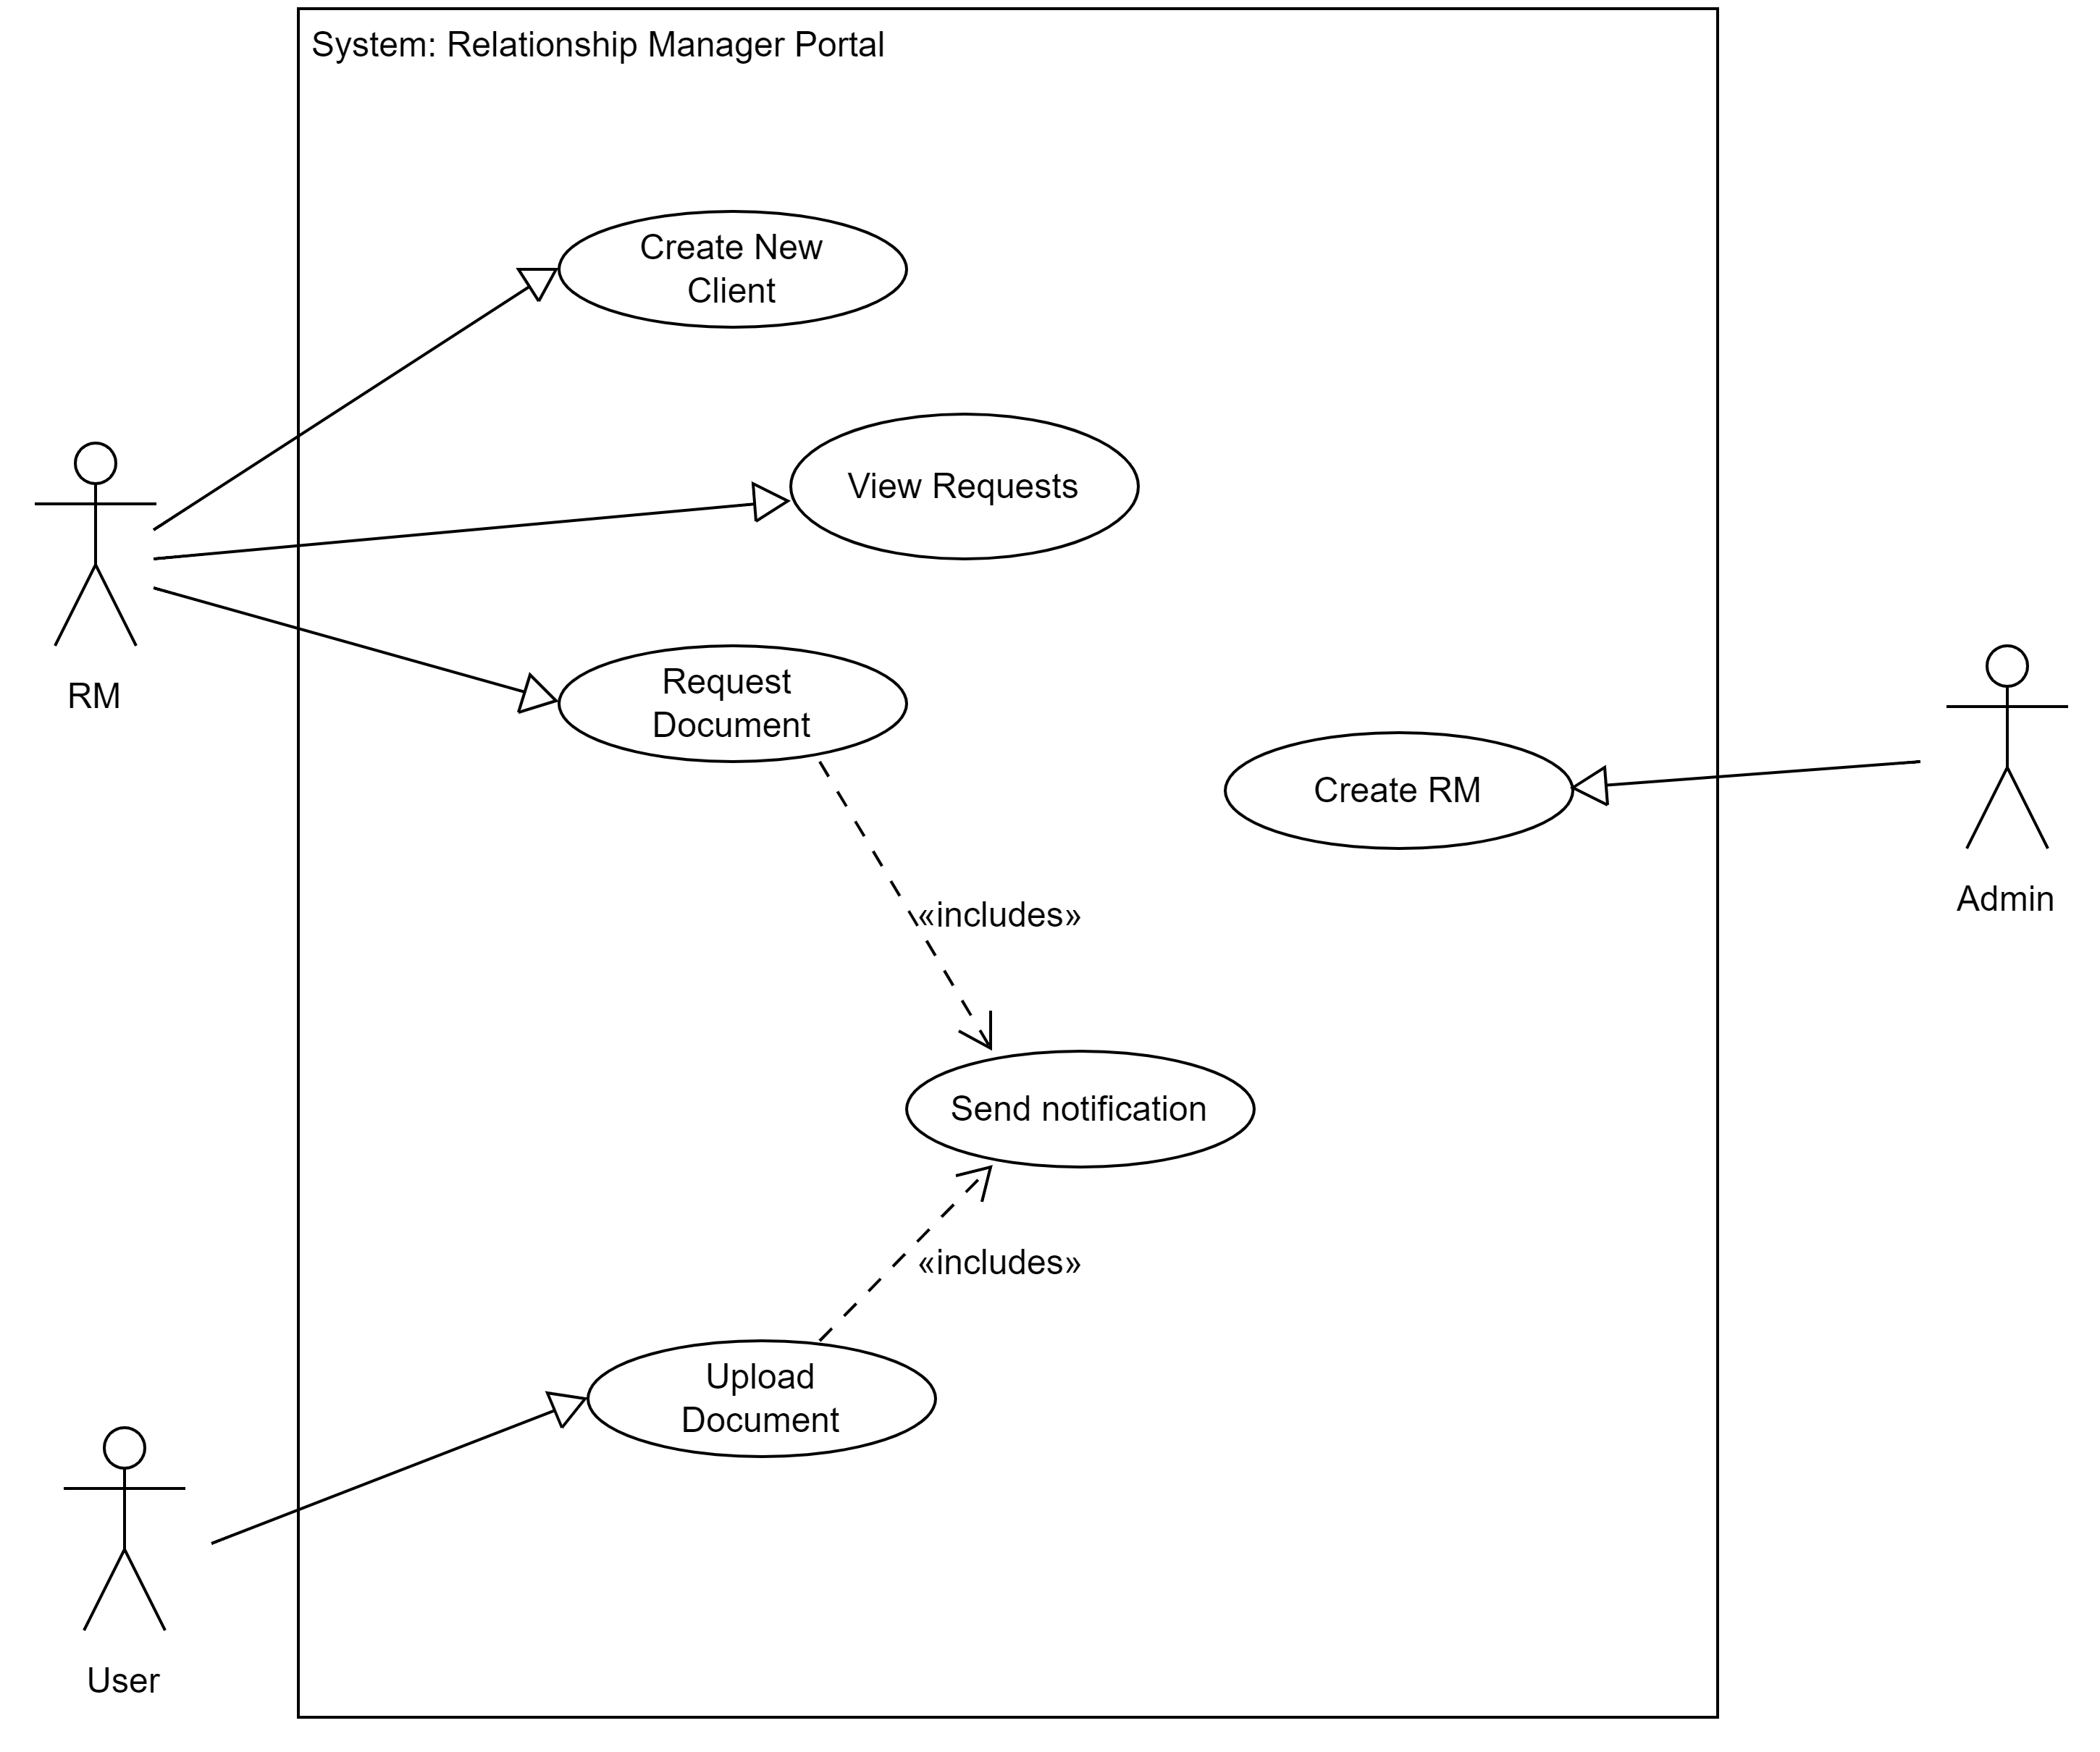 System: Relationship Manager Portal
Create New
Client
View Requests
RM
Request
Document
Create RM
Admin
«includes»
Send notification
«includes»
Upload
Document
User